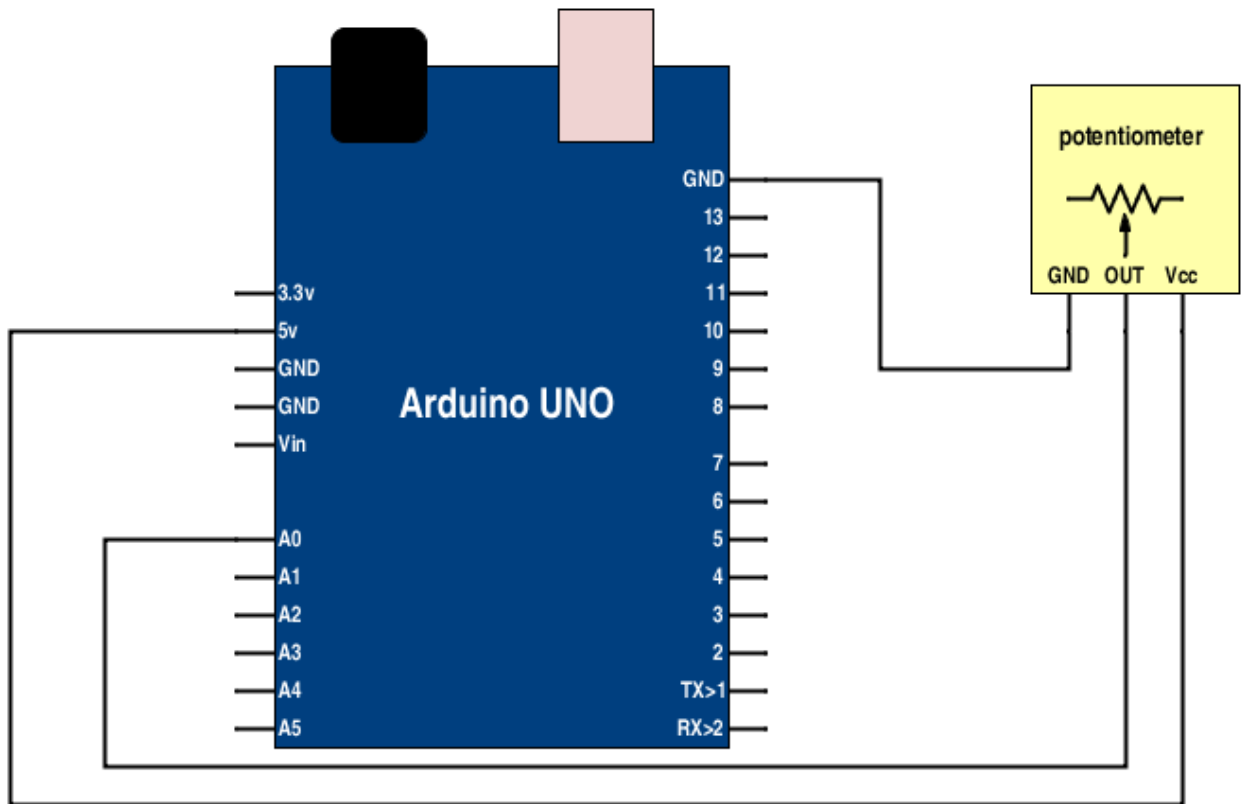 potentiometer
GND OUT Vcc
Arduino UNO
3.3v
5v
GND
GND
Vin
A0
A1
A2
A3
A4
A5
GND
13
12
11
10
9
8
7
6
5
4
3
2
TX>1
RX>2